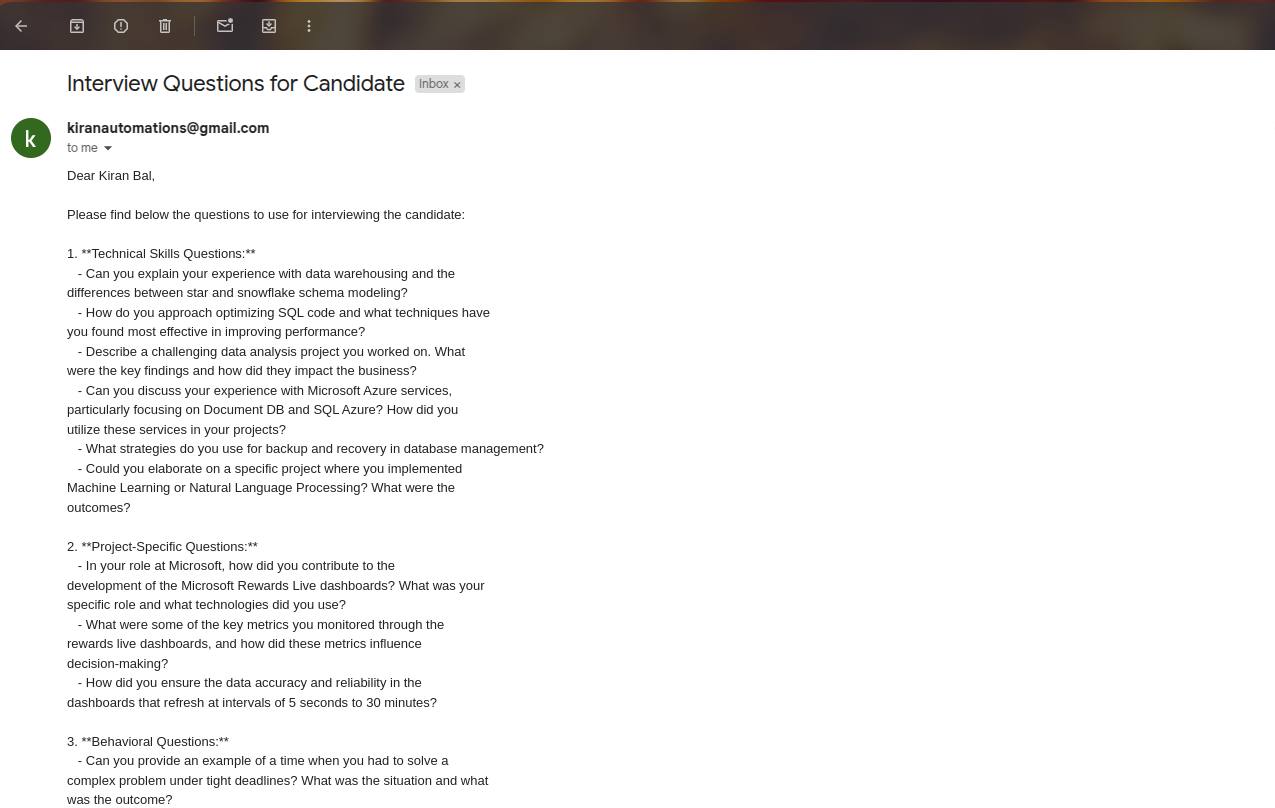 Interview Questions for Candidate Inbox ×
k
kiranautomations@gmail.com
to me
Dear Kiran Bal,
Please find below the questions to use for interviewing the candidate:
1. **Technical Skills Questions:**
- Can you explain your experience with data warehousing and the
differences between star and snowflake schema modeling?
- How do you approach optimizing SQL code and what techniques have
you found most effective in improving performance?
- Describe a challenging data analysis project you worked on. What
were the key findings and how did they impact the business?
- Can you discuss your experience with Microsoft Azure services,
particularly focusing on Document DB and SQL Azure? How did you
utilize these services in your projects?
- What strategies do you use for backup and recovery in database management?
- Could you elaborate on a specific project where you implemented
Machine Learning or Natural Language Processing? What were the
outcomes?
2. **Project-Specific Questions:**
- In your role at Microsoft, how did you contribute to the
development of the Microsoft Rewards Live dashboards? What was your
specific role and what technologies did you use?
- What were some of the key metrics you monitored through the
rewards live dashboards, and how did these metrics influence
decision-making?
- How did you ensure the data accuracy and reliability in the
dashboards that refresh at intervals of 5 seconds to 30 minutes?
3. **Behavioral Questions:**
- Can you provide an example of a time when you had to solve a
complex problem under tight deadlines? What was the situation and what
was the outcome?